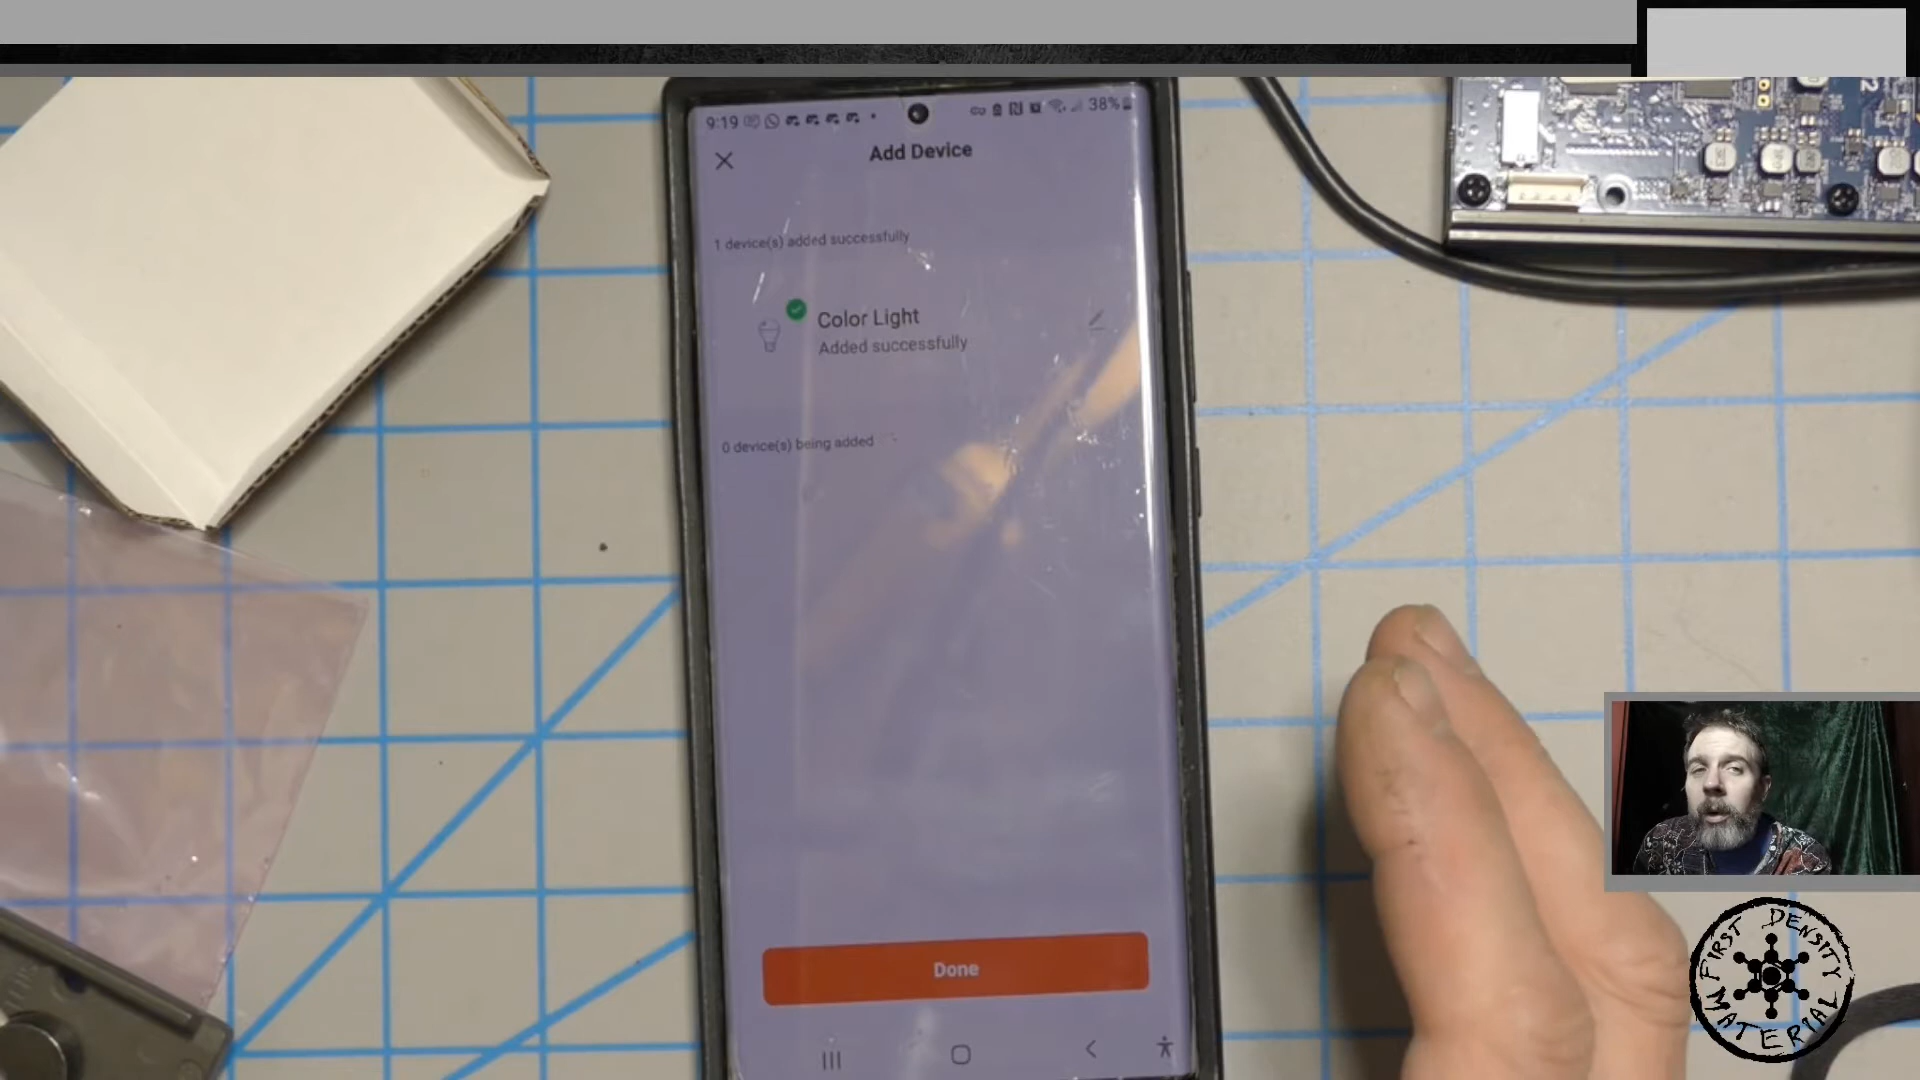 9:19
38%
Add Device
1 device(s) added successfully
Color Light
Added successfully
0 device(s) being added
Done
FIRST DENSITY
MATERIAL